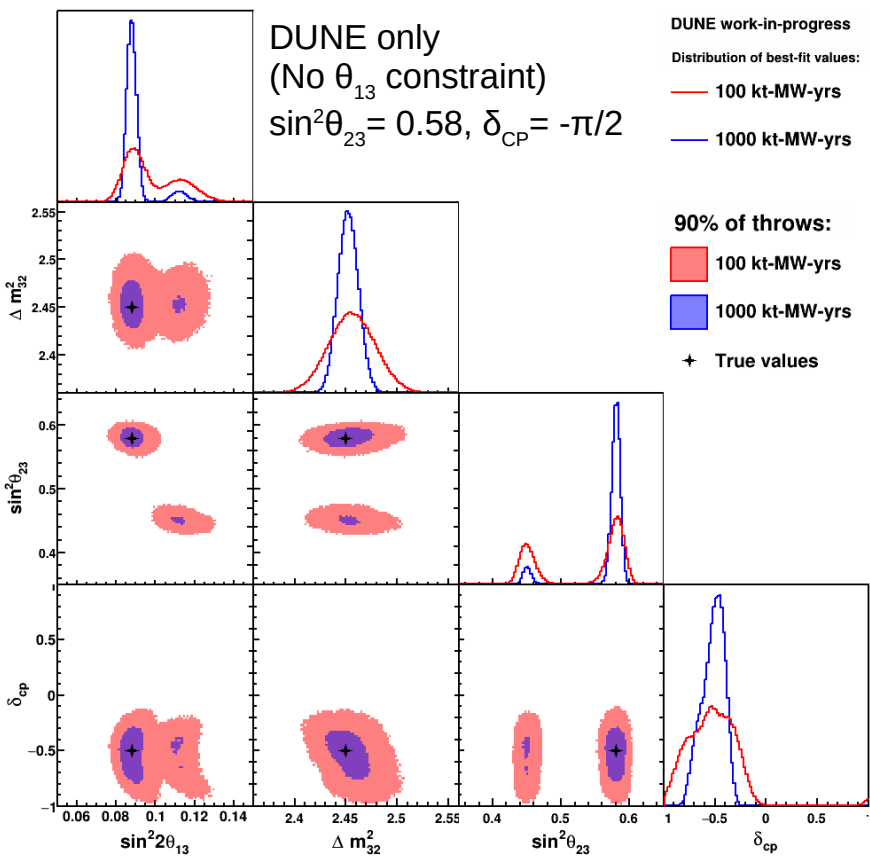 DUNE only
(No θ13 constraint)
sin²θ23= 0.58, δCP= -π/2
DUNE work-in-progress
Distribution of best-fit values:
100 kt-MW-yrs
1000 kt-MW-yrs
90% of throws:
100 kt-MW-yrs
1000 kt-MW-yrs
True values
Δ m²32
2.55
2.5
2.45
2.4
sin²θ23
0.6
0.5
0.4
δcp
1
0.5
0
−0.5
−1
0.06 0.08 0.1 0.12 0.14
sin²2θ13
2.4 2.45 2.5 2.55
Δ m²32
0.4 0.5 0.6
sin²θ23
1 −0.5 0 0.5 1
δcp